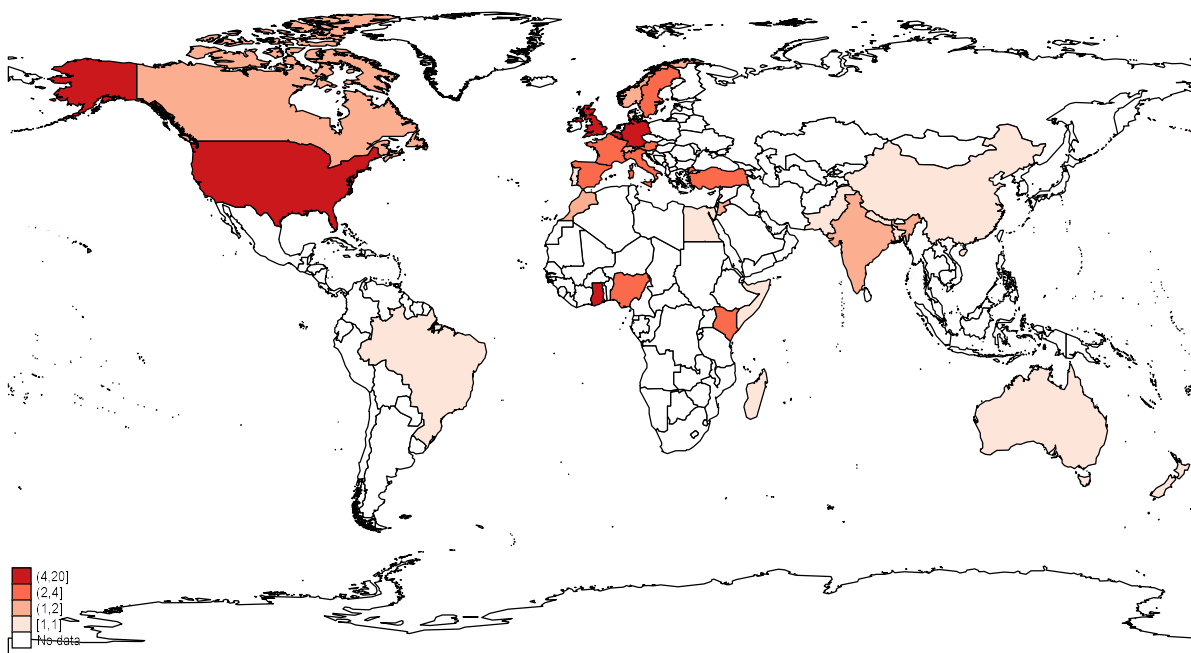 (4,20]
(2,4]
(1,2]
[1,1]
No data